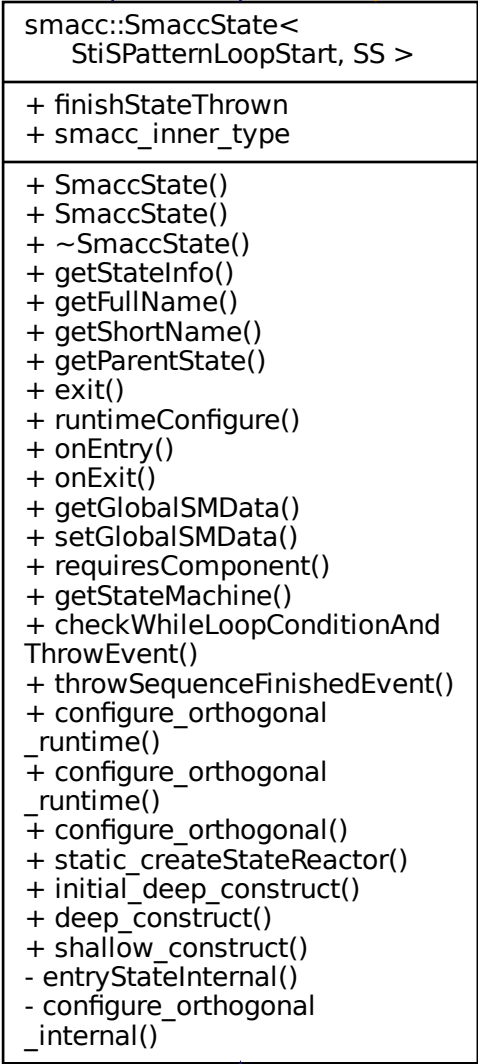 smacc::SmaccState<
StiSPatternLoopStart, SS >
+ finishStateThrown
+ smacc_inner_type
+ SmaccState()
+ SmaccState()
+ ~SmaccState()
+ getStateInfo()
+ getFullName()
+ getShortName()
+ getParentState()
+ exit()
+ runtimeConfigure()
+ onEntry()
+ onExit()
+ getGlobalSMData()
+ setGlobalSMData()
+ requiresComponent()
+ getStateMachine()
+ checkWhileLoopConditionAnd
ThrowEvent()
+ throwSequenceFinishedEvent()
+ configure_orthogonal
_runtime()
+ configure_orthogonal
_runtime()
+ configure_orthogonal()
+ static_createStateReactor()
+ initial_deep_construct()
+ deep_construct()
+ shallow_construct()
- entryStateInternal()
- configure_orthogonal
_internal()